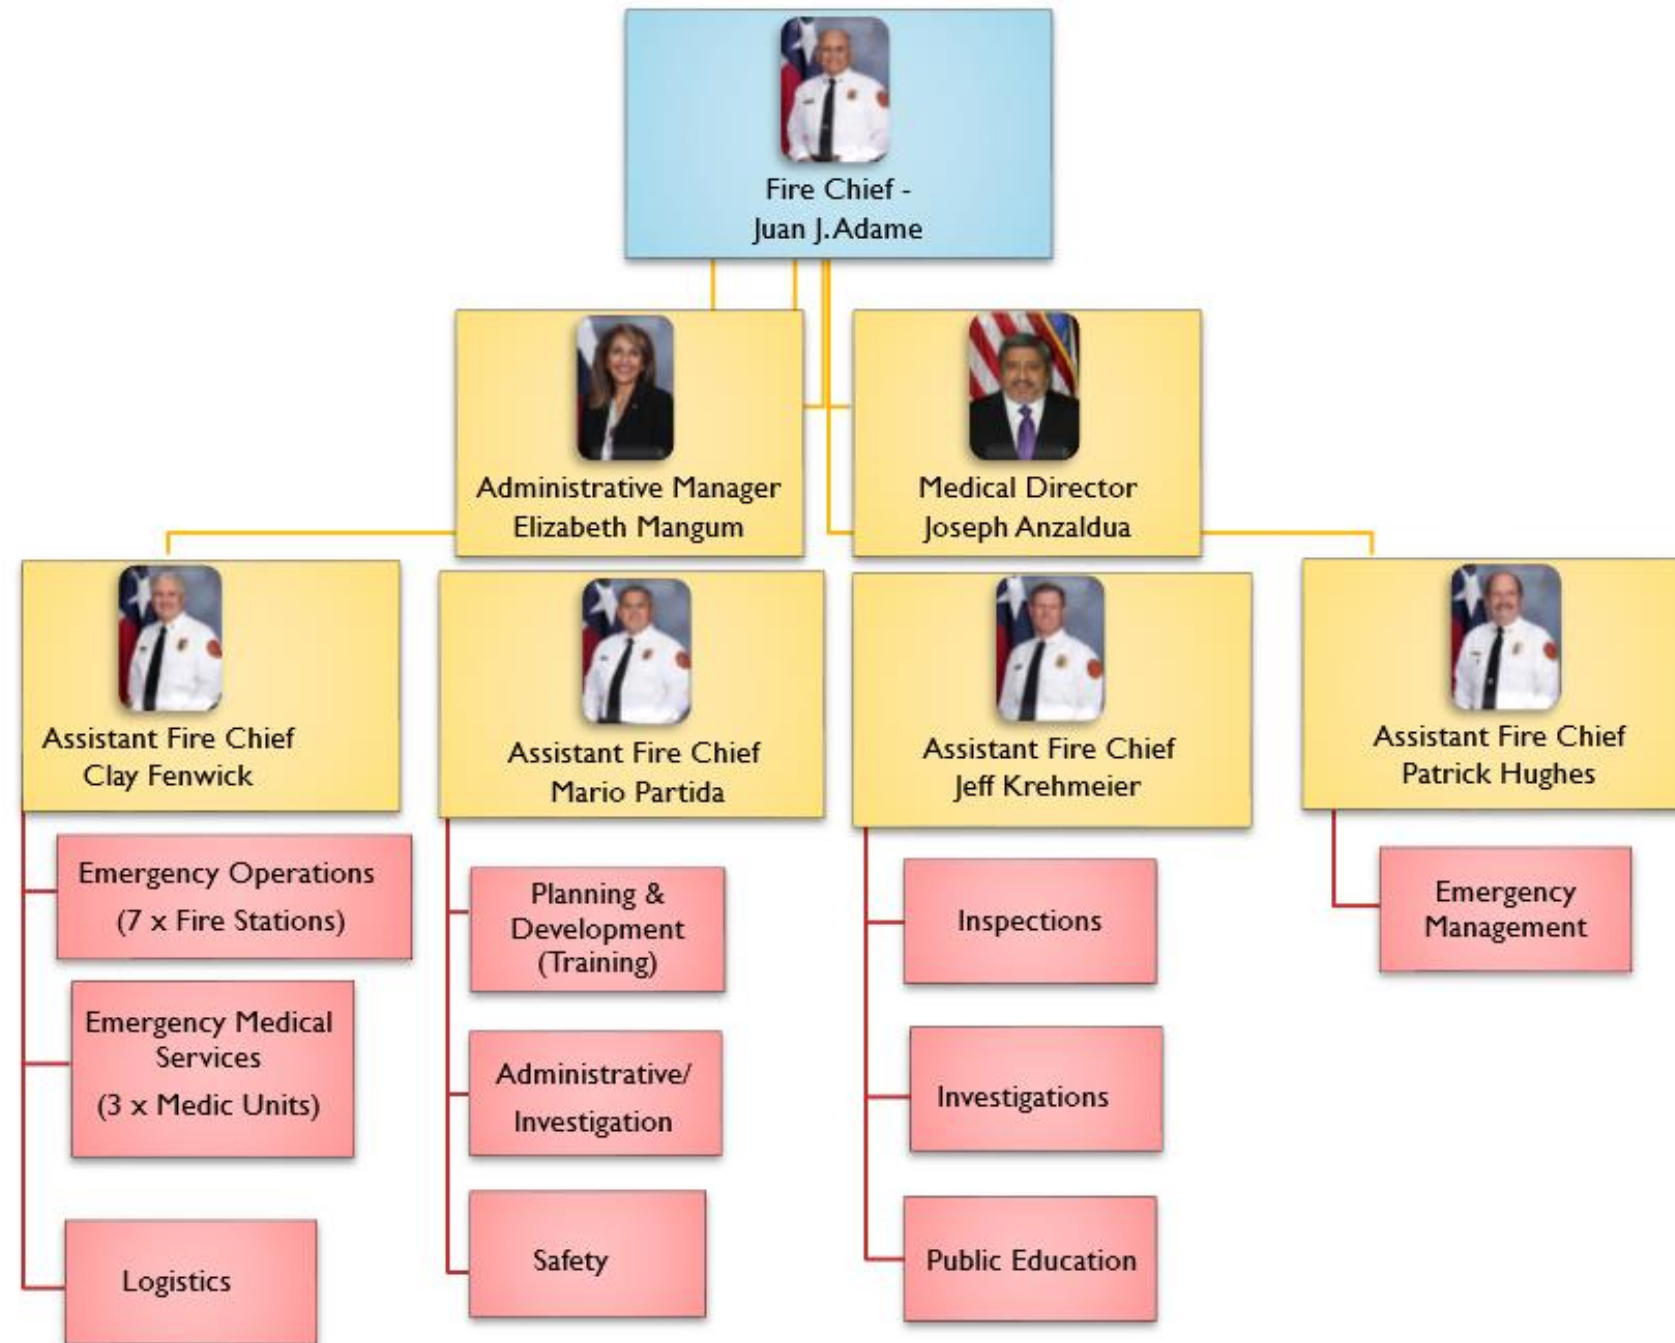 Fire Chief -
Juan J. Adame
Administrative Manager
Elizabeth Mangum
Medical Director
Joseph Anzaldua
Assistant Fire Chief
Clay Fenwick
Assistant Fire Chief
Mario Partida
Assistant Fire Chief
Jeff Krehmeier
Assistant Fire Chief
Patrick Hughes
Emergency Operations
(7 x Fire Stations)
Emergency Medical
Services
(3 x Medic Units)
Logistics
Planning &
Development
(Training)
Administrative/
Investigation
Safety
Inspections
Investigations
Public Education
Emergency
Management